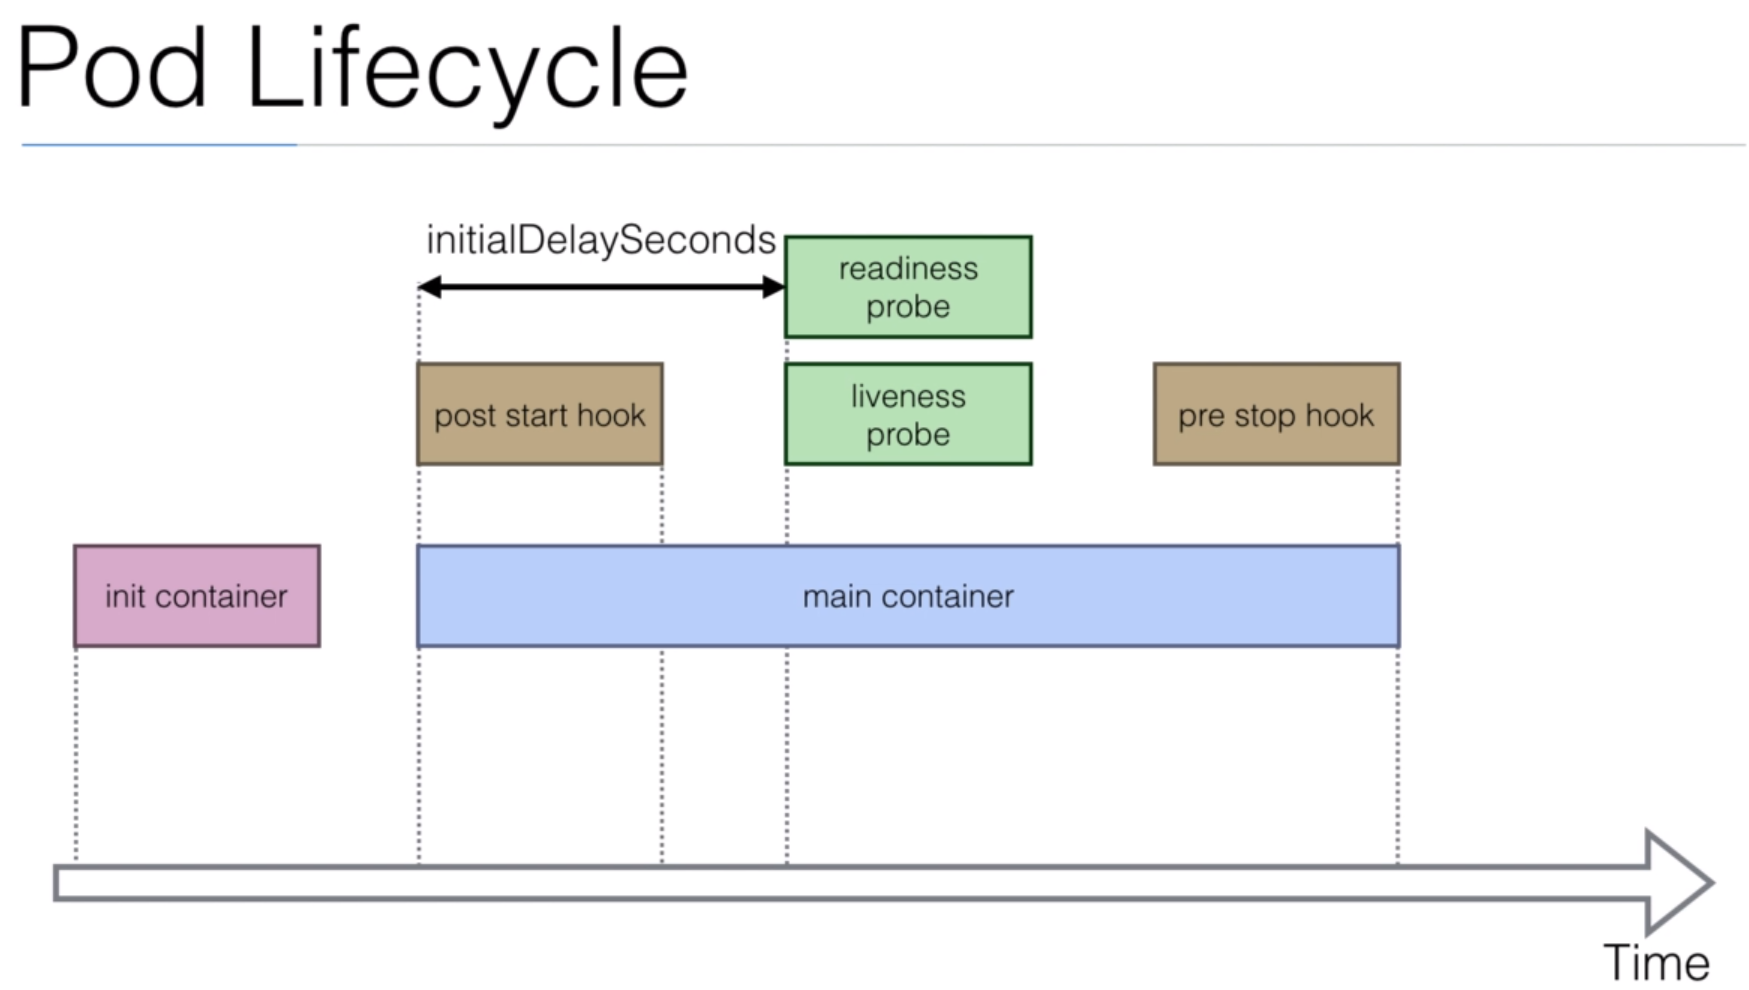 Pod Lifecycle
initialDelaySeconds
readiness
probe
post start hook
liveness
probe
pre stop hook
init container
main container
Time